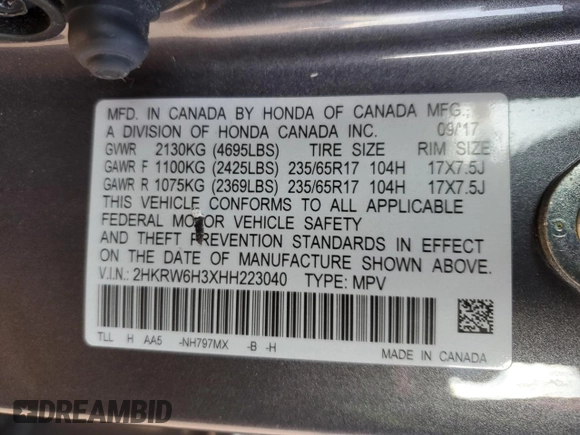 MFD. IN CANADA BY HONDA OF CANADA MFG.,
A DIVISION OF HONDA CANADA INC. 09/17
GVWR 2130KG (4695LBS) TIRE SIZE RIM SIZE
GAWR F 1100KG (2425LBS) 235/65R17 104H 17X7.5J
GAWR R 1075KG (2369LBS) 235/65R17 104H 17X7.5J
THIS VEHICLE CONFORMS TO ALL APPLICABLE
FEDERAL MOTOR VEHICLE SAFETY
AND THEFT PREVENTION STANDARDS IN EFFECT
ON THE DATE OF MANUFACTURE SHOWN ABOVE.
V.I.N.: 2HKRW6H3XHH223040 TYPE: MPV
TLL H AA5 -NH797MX -B -H
MADE IN CANADA
DREAMBID